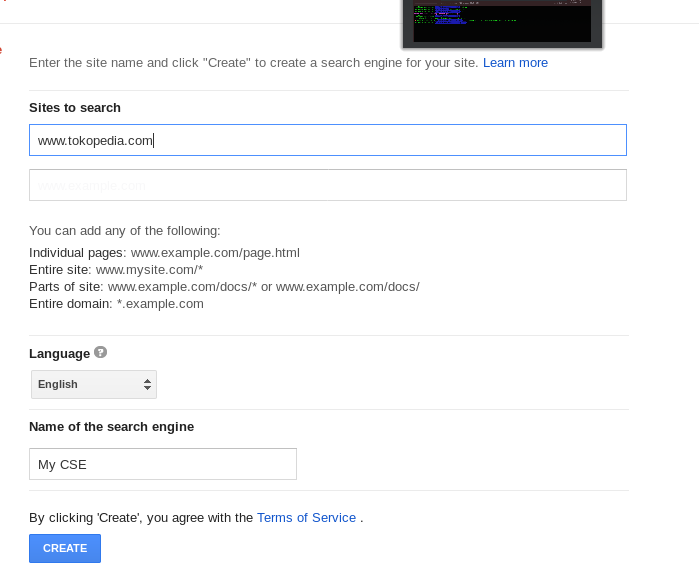 Enter the site name and click "Create" to create a search engine for your site. Learn more
Sites to search
www.tokopedia.com
www.example.com
You can add any of the following:
Individual pages: www.example.com/page.html
Entire site: www.mysite.com/*
Parts of site: www.example.com/docs/* or www.example.com/docs/
Entire domain: *.example.com
Language ?
English
Name of the search engine
My CSE
By clicking 'Create', you agree with the Terms of Service .
CREATE